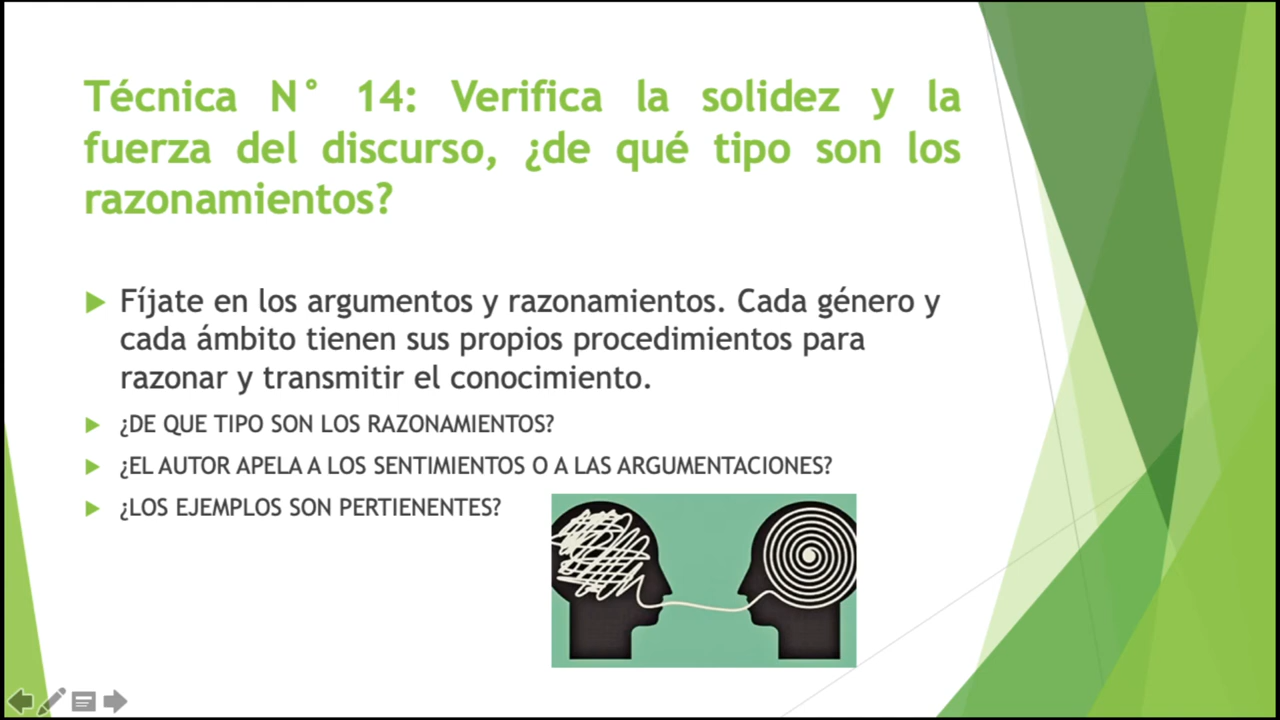 Técnica N° 14: Verifica la solidez y la
fuerza del discurso, ¿de qué tipo son los
razonamientos?
Fíjate en los argumentos y razonamientos. Cada género y
cada ámbito tienen sus propios procedimientos para
razonar y transmitir el conocimiento.
¿DE QUE TIPO SON LOS RAZONAMIENTOS?
¿EL AUTOR APELA A LOS SENTIMIENTOS O A LAS ARGUMENTACIONES?
¿LOS EJEMPLOS SON PERTIENENTES?